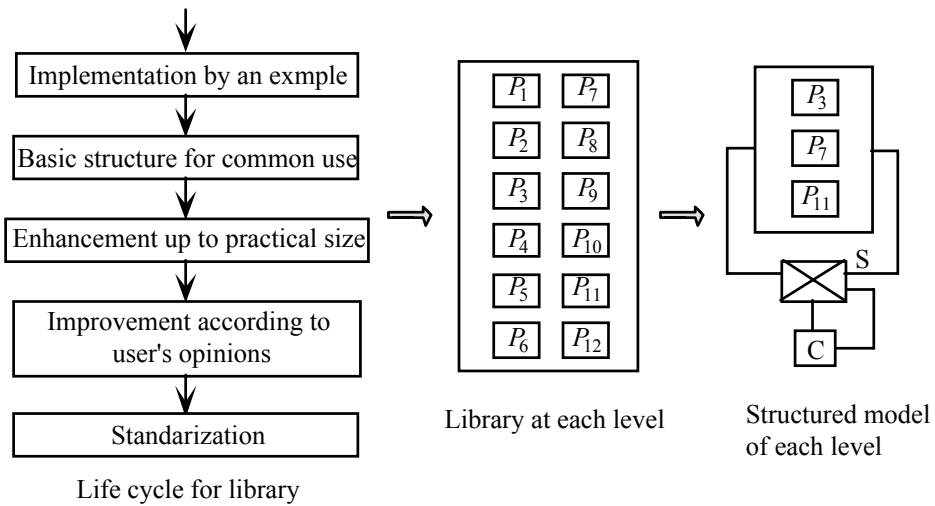 Implementation by an exmple
Basic structure for common use
Enhancement up to practical size
Improvement according to
user's opinions
Standarization
Life cycle for library
P1 P7
P2 P8
P3 P9
P4 P10
P5 P11
P6 P12
Library at each level
P3
P7
P11
S
C
Structured model
of each level